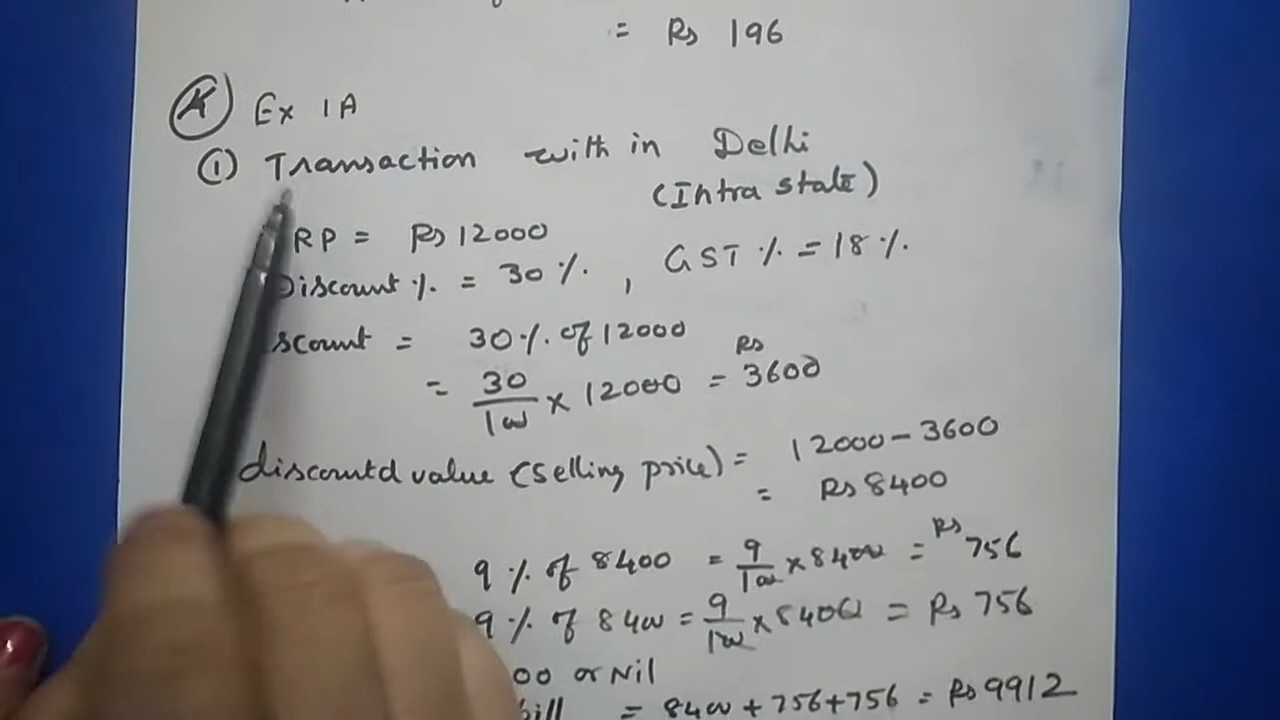 = Rs 196
K Ex 1A
① Transaction with in Delhi
(Intra state)
RP = Rs 12000
Discount % = 30 % , GST % = 18 %.
scount = 30 % of 12000
= 30/100 × 12000 = Rs 3600
discountd value (selling price) = 12000 - 3600
= Rs 8400
9 % of 8400 = 9/100 × 8400 = Rs 756
9 % of 8400 = 9/100 × 8400 = Rs 756
00 or Nil
bill = 8400 + 756 + 756 = Rs 9912